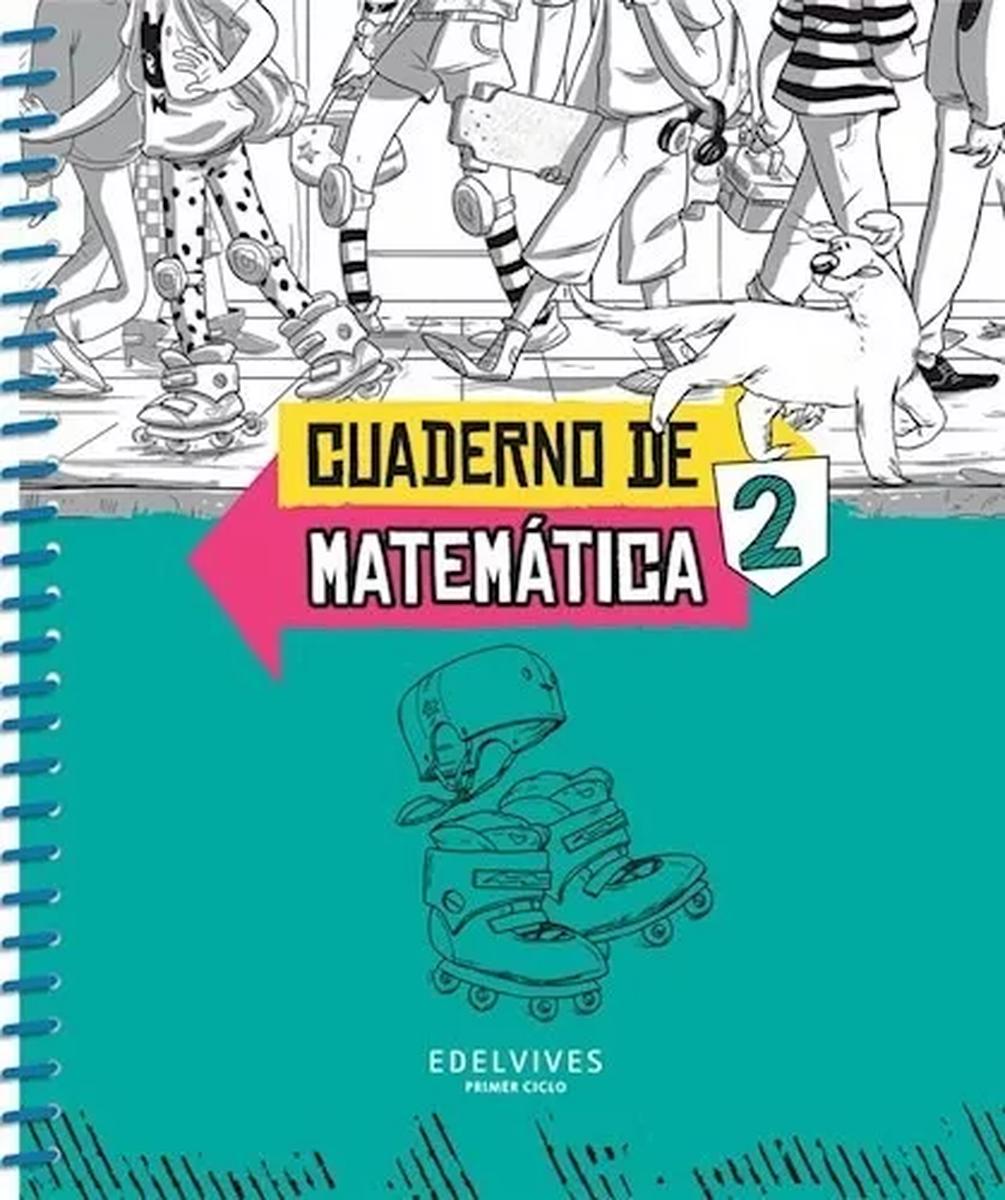 CUADERNO DE
MATEMÁTICA
2
EDELVIVES
PRIMER CICLO